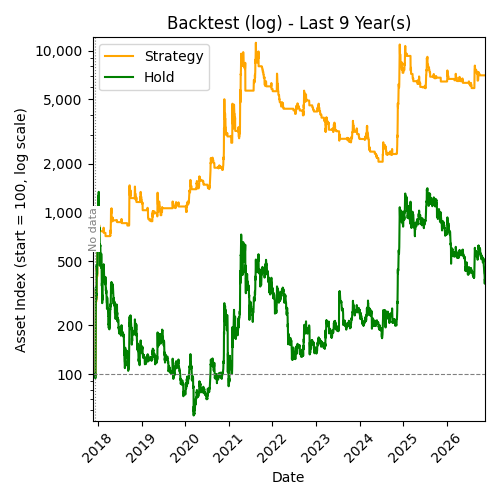 Backtest (log) - Last 9 Year(s)
Strategy
Hold
Asset Index (start = 100, log scale)
10,000
5,000
2,000
1,000
500
200
100
No data
2018
2019
2020
2021
2022
2023
2024
2025
2026
Date